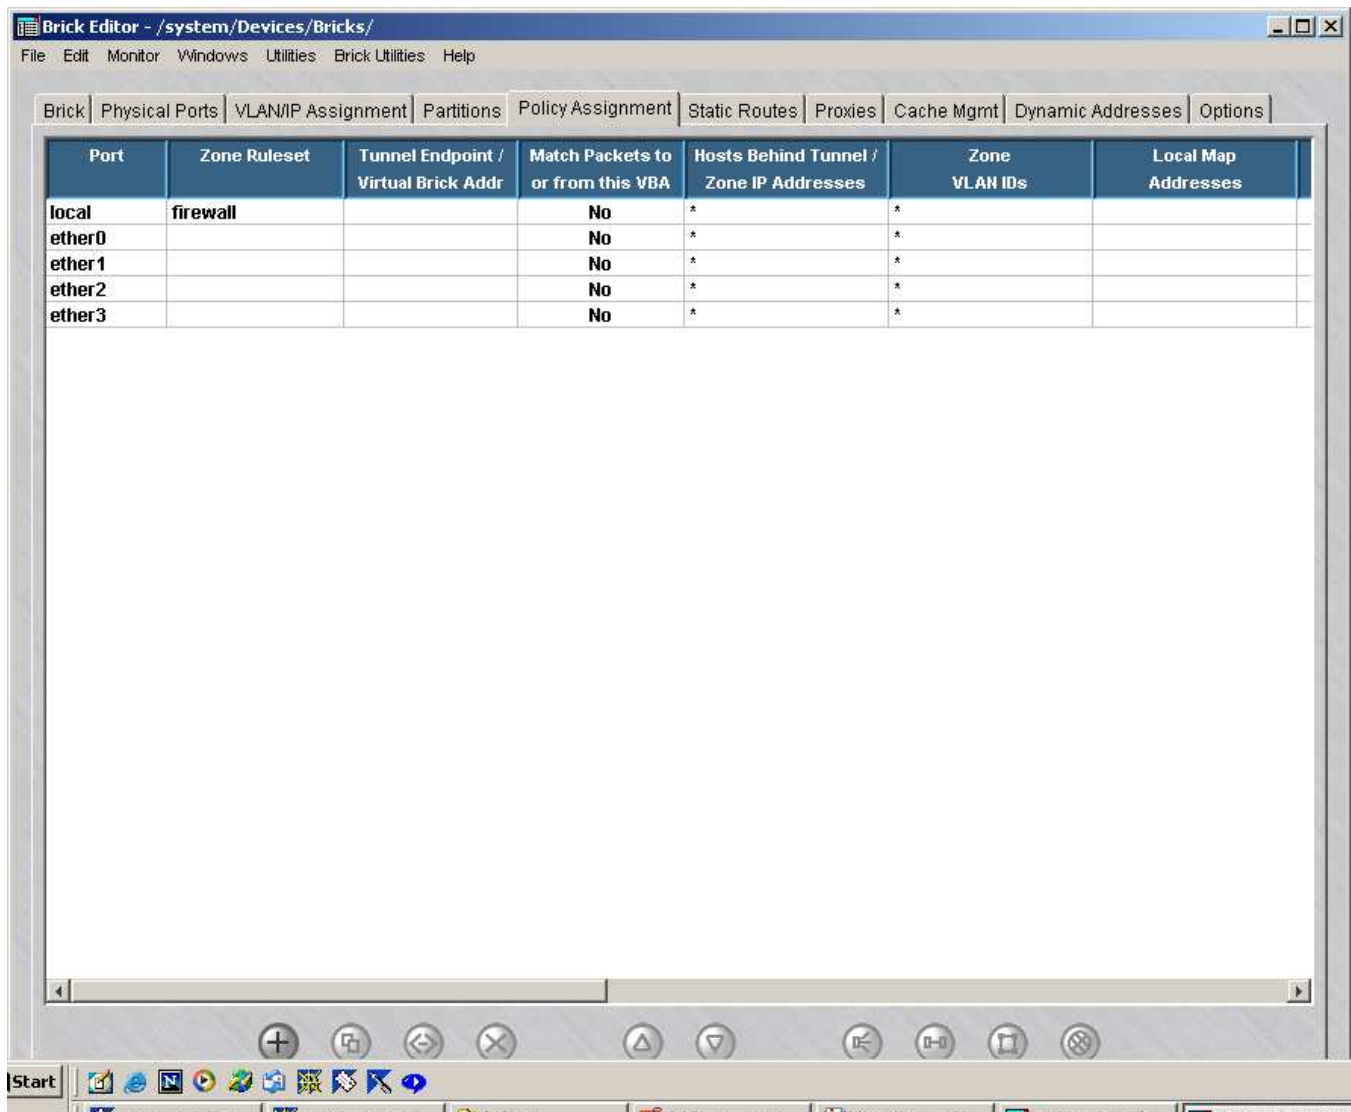 Brick Editor - /system/Devices/Bricks/
File Edit Monitor Windows Utilities Brick Utilities Help
Brick Physical Ports VLAN/IP Assignment Partitions Policy Assignment Static Routes Proxies Cache Mgmt Dynamic Addresses Options
Port Zone Ruleset Tunnel Endpoint / Match Packets to Hosts Behind Tunnel / Zone Local Map
Virtual Brick Addr or from this VBA Zone IP Addresses VLAN IDs Addresses
local firewall No * *
ether0 No * *
ether1 No * *
ether2 No * *
ether3 No * *
Start